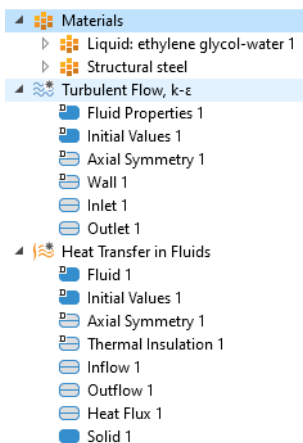 Materials
Liquid: ethylene glycol-water 1
Structural steel
Turbulent Flow, k-ε
Fluid Properties 1
Initial Values 1
Axial Symmetry 1
Wall 1
Inlet 1
Outlet 1
Heat Transfer in Fluids
Fluid 1
Initial Values 1
Axial Symmetry 1
Thermal Insulation 1
Inflow 1
Outflow 1
Heat Flux 1
Solid 1